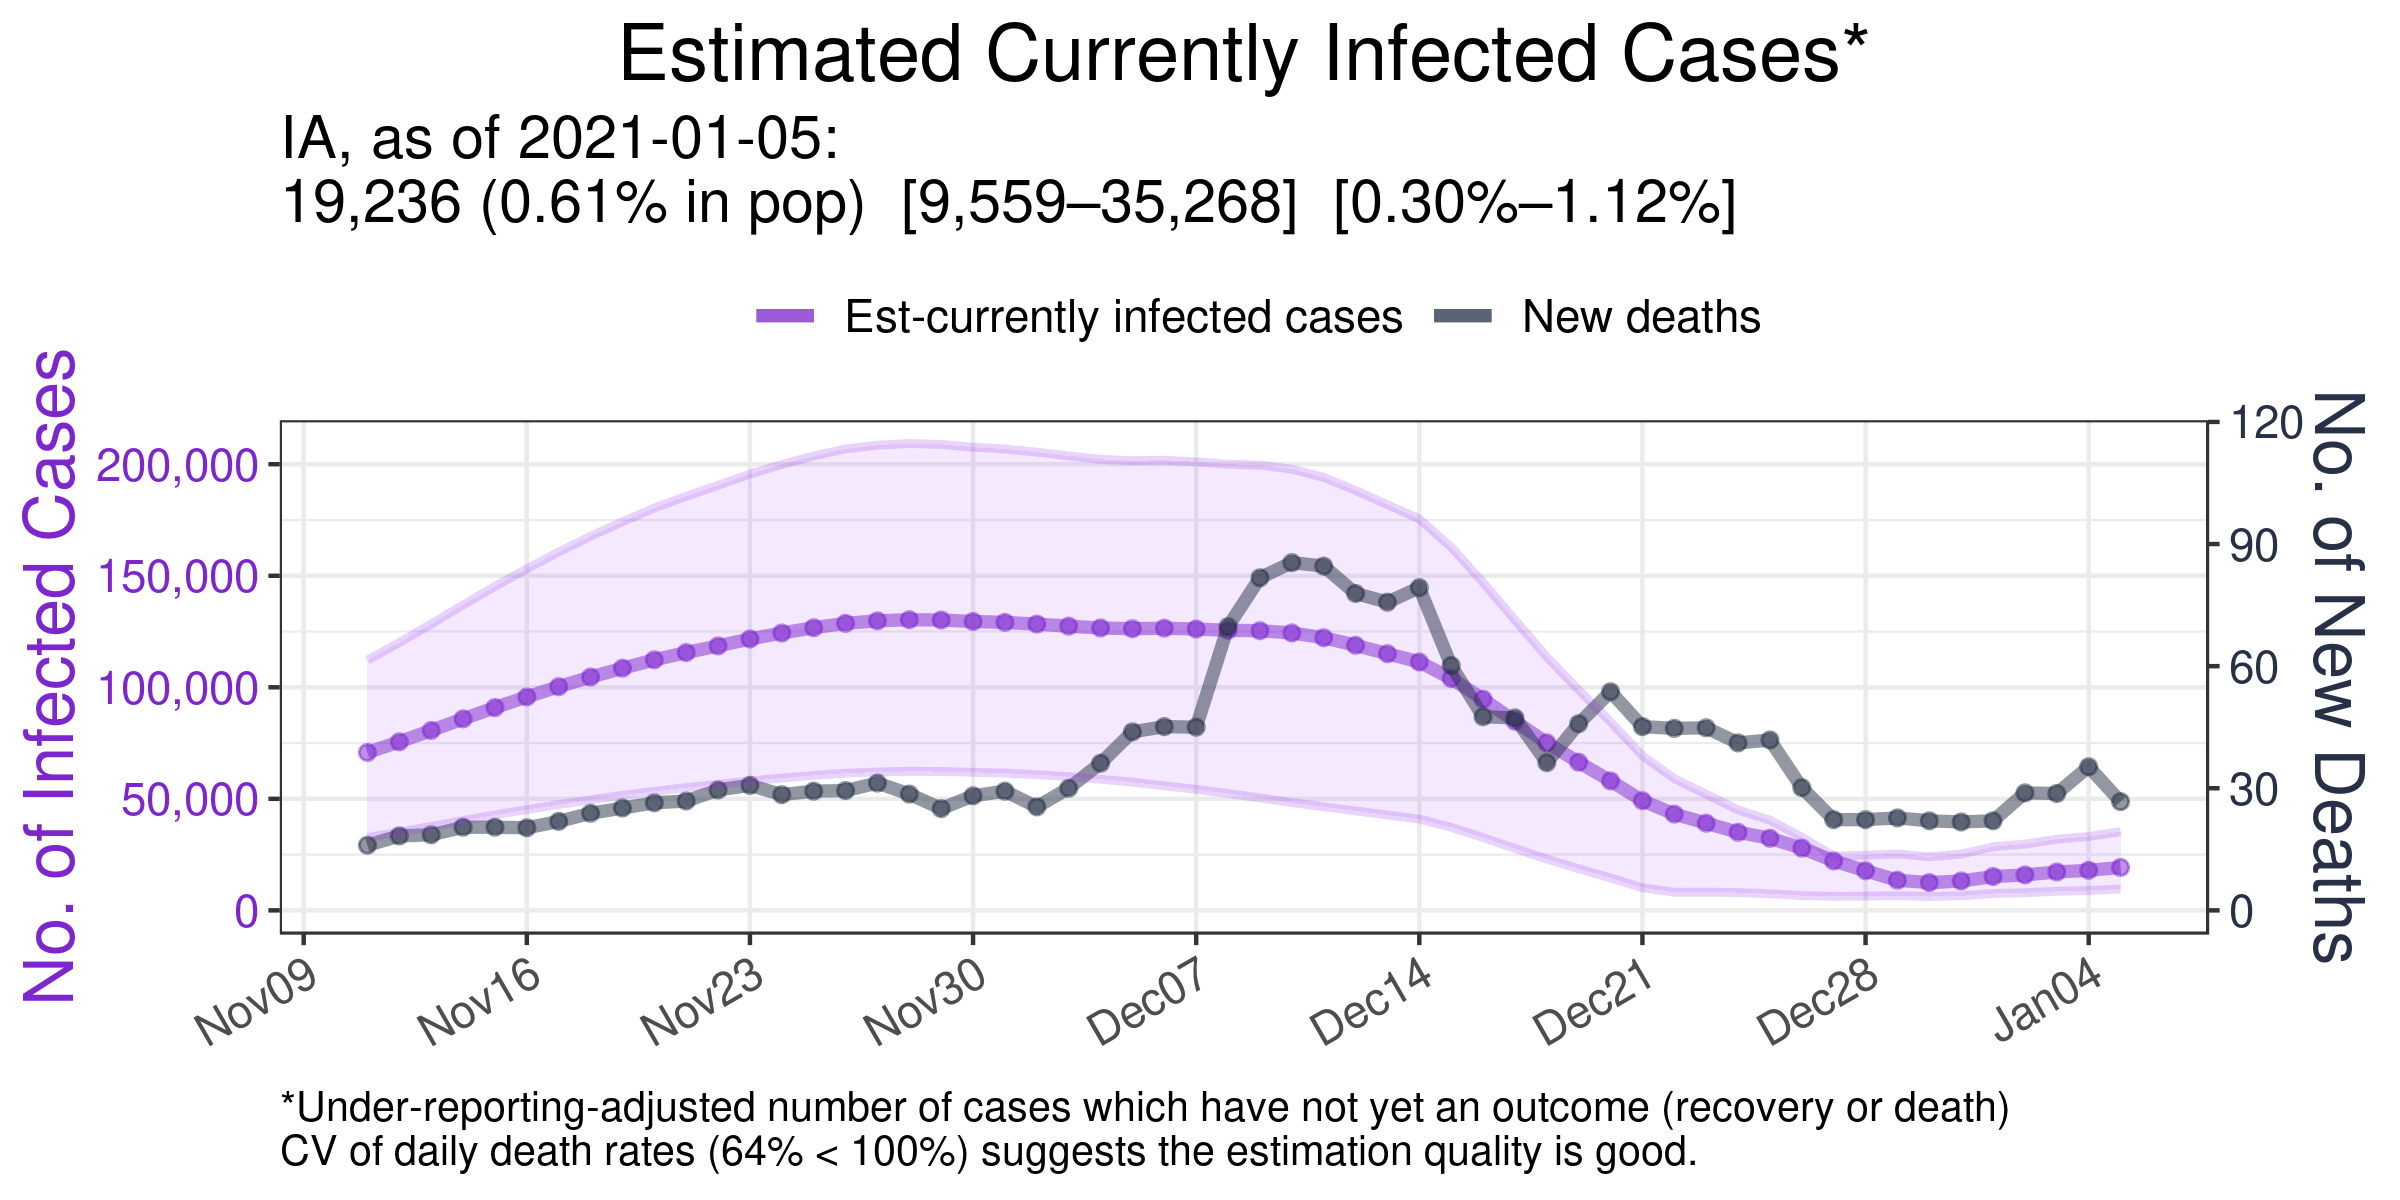 Estimated Currently Infected Cases*
IA, as of 2021-01-05:
19,236 (0.61% in pop)  [9,559–35,268]  [0.30%–1.12%]
Est-currently infected cases
New deaths
No. of Infected Cases
200,000
150,000
100,000
50,000
0
120
90
60
30
0
No. of New Deaths
Nov09
Nov16
Nov23
Nov30
Dec07
Dec14
Dec21
Dec28
Jan04
*Under-reporting-adjusted number of cases which have not yet an outcome (recovery or death)
CV of daily death rates (64% < 100%) suggests the estimation quality is good.